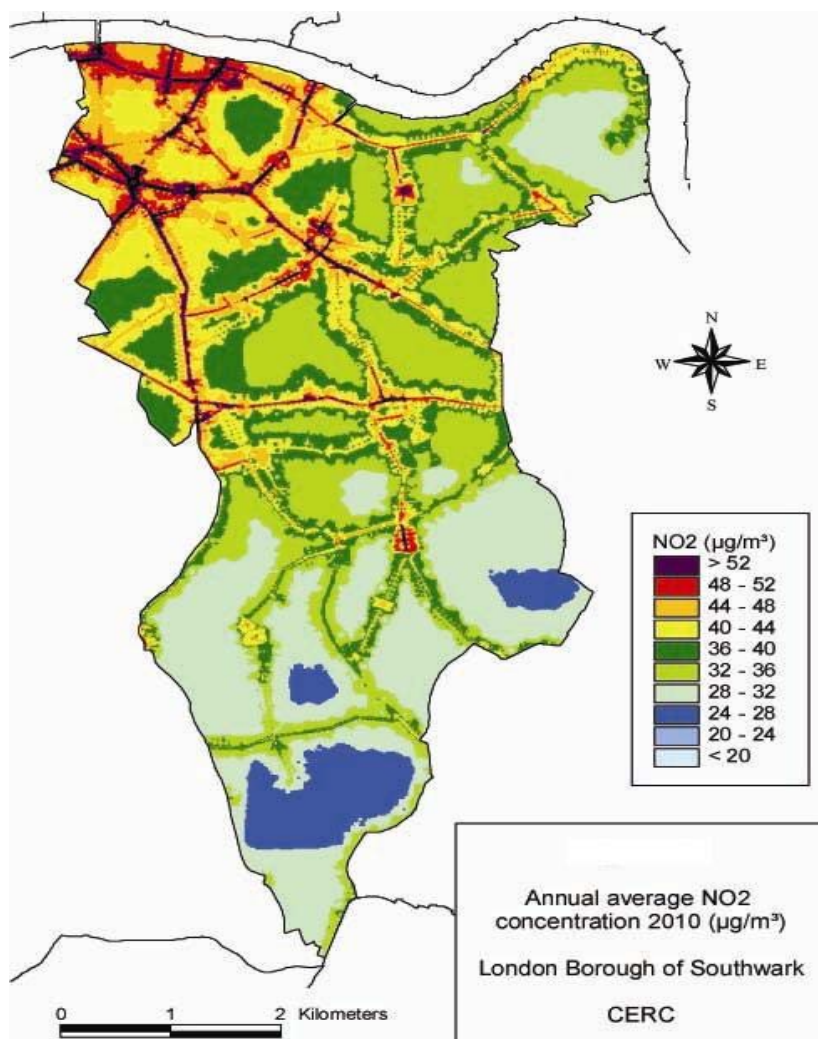 N
W E
S
NO2 (µg/m³)
> 52
48 - 52
44 - 48
40 - 44
36 - 40
32 - 36
28 - 32
24 - 28
20 - 24
< 20
Annual average NO2
concentration 2010 (µg/m³)
London Borough of Southwark
CERC
0 1 2 Kilometers